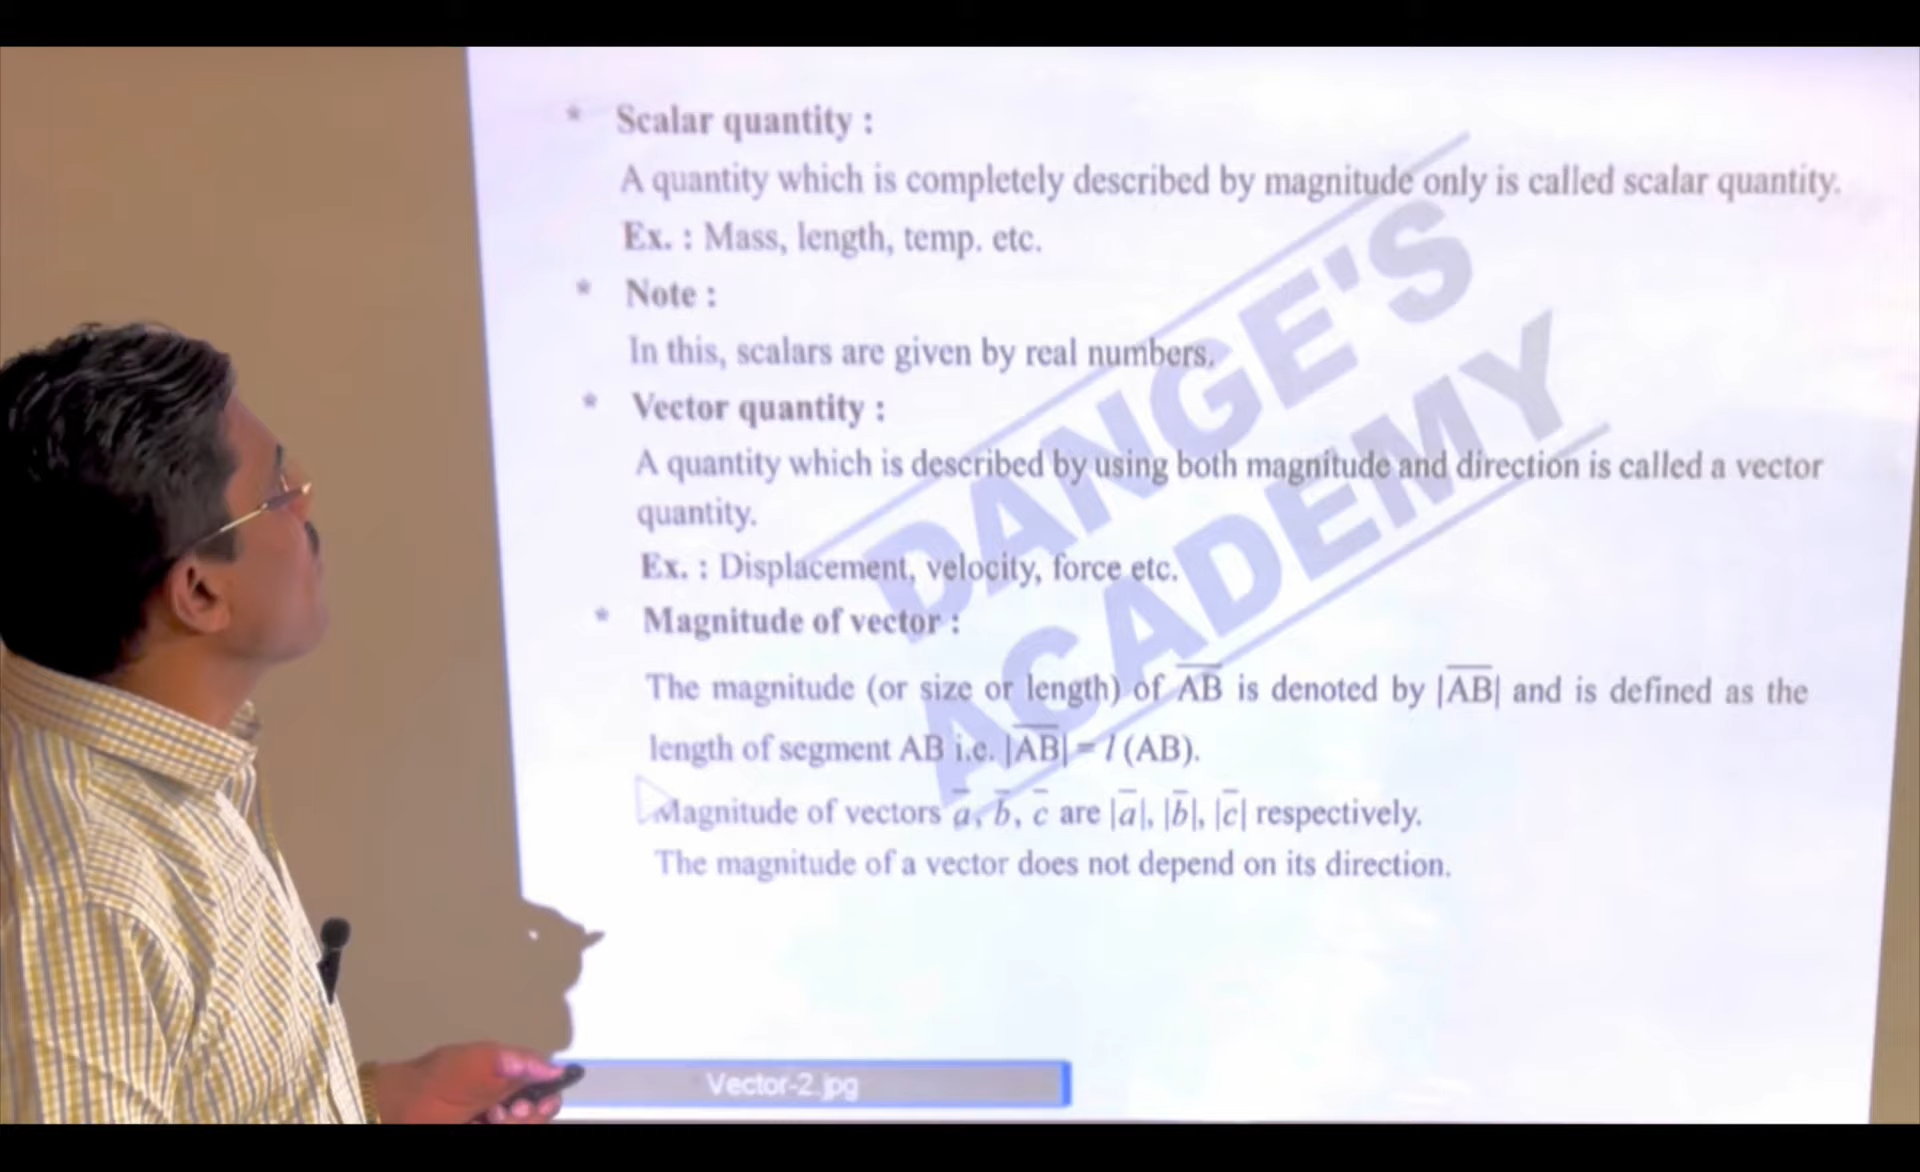 * Scalar quantity :
A quantity which is completely described by magnitude only is called scalar quantity.
Ex. : Mass, length, temp. etc.
* Note :
In this, scalars are given by real numbers.
* Vector quantity :
A quantity which is described by using both magnitude and direction is called a vector
quantity.
Ex. : Displacement, velocity, force etc.
* Magnitude of vector :
The magnitude (or size or length) of A̅B̅ is denoted by |A̅B̅| and is defined as the
length of segment AB i.e. |A̅B̅| = l (AB).
Magnitude of vectors a̅, b̅, c̅ are |a̅|, |b̅|, |c̅| respectively.
The magnitude of a vector does not depend on its direction.
DANGE'S
ACADEMY
Vector-2.jpg